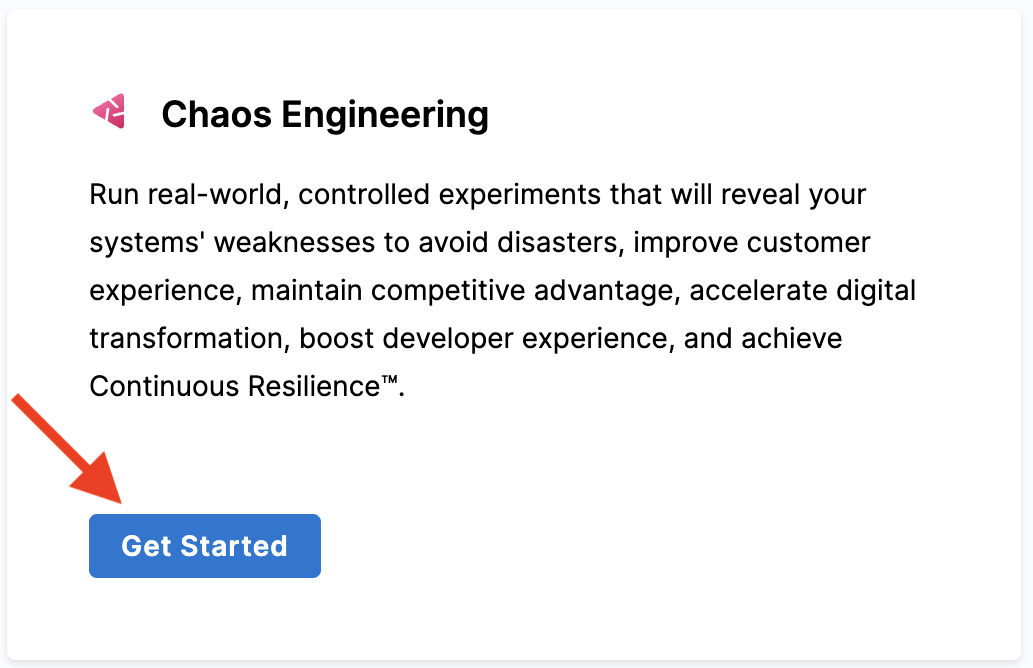 Chaos Engineering
Run real-world, controlled experiments that will reveal your
systems' weaknesses to avoid disasters, improve customer
experience, maintain competitive advantage, accelerate digital
transformation, boost developer experience, and achieve
Continuous Resilience™.
Get Started